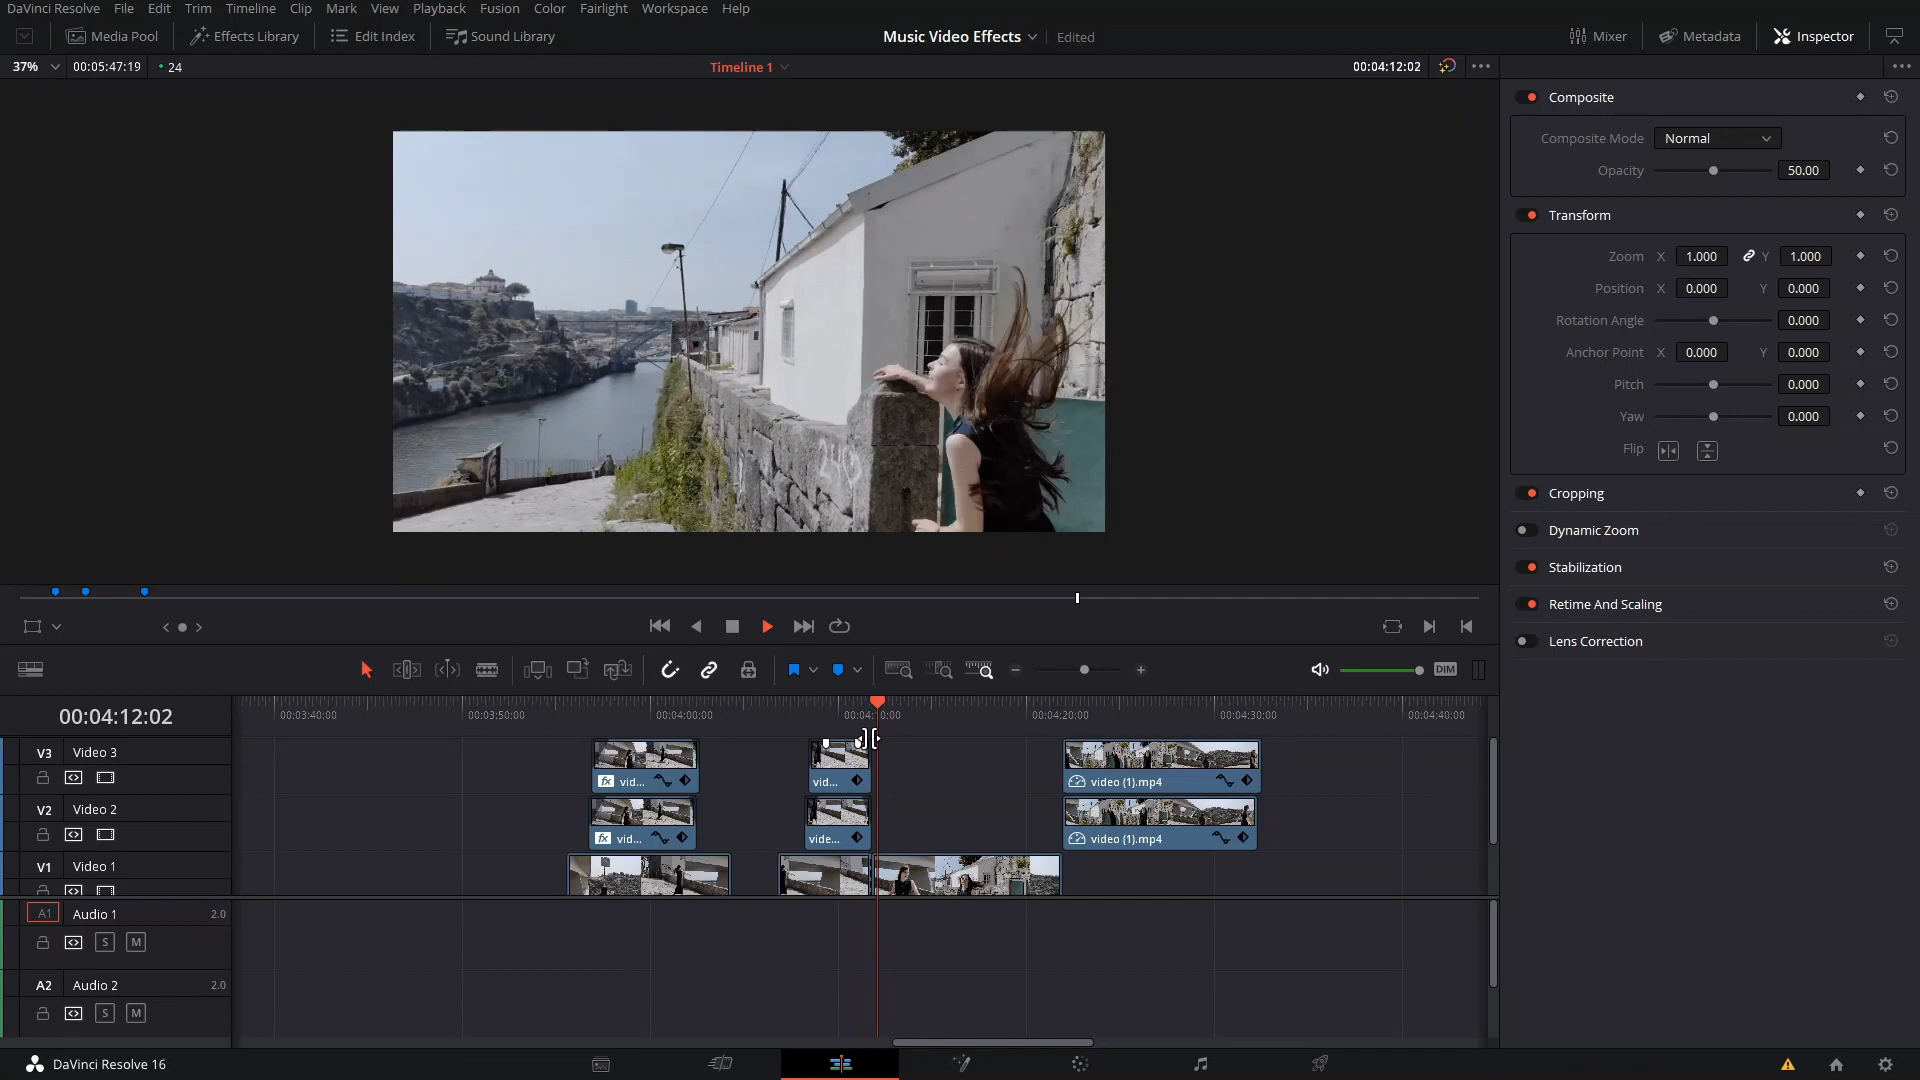 DaVinci Resolve File Edit Trim Timeline Clip Mark View Playback Fusion Color Fairlight Workspace Help
Media Pool Effects Library Edit Index Sound Library Music Video Effects Edited Mixer Metadata Inspector
37% 00:05:47:19 24 Timeline 1 00:04:12:02
Composite
Composite Mode Normal
Opacity 50.00
Transform
Zoom X 1.000 Y 1.000
Position X 0.000 Y 0.000
Rotation Angle 0.000
Anchor Point X 0.000 Y 0.000
Pitch 0.000
Yaw 0.000
Flip
Cropping
Dynamic Zoom
Stabilization
Retime And Scaling
Lens Correction
DIM
00:04:12:02
00:03:40:00 00:03:50:00 00:04:00:00 00:04:10:00 00:04:20:00 00:04:30:00 00:04:40:00
V3 Video 3
fx vid... vid... video (1).mp4
V2 Video 2
fx vid... vide... video (1).mp4
V1 Video 1
A1 Audio 1 2.0
S M
A2 Audio 2 2.0
S M
DaVinci Resolve 16